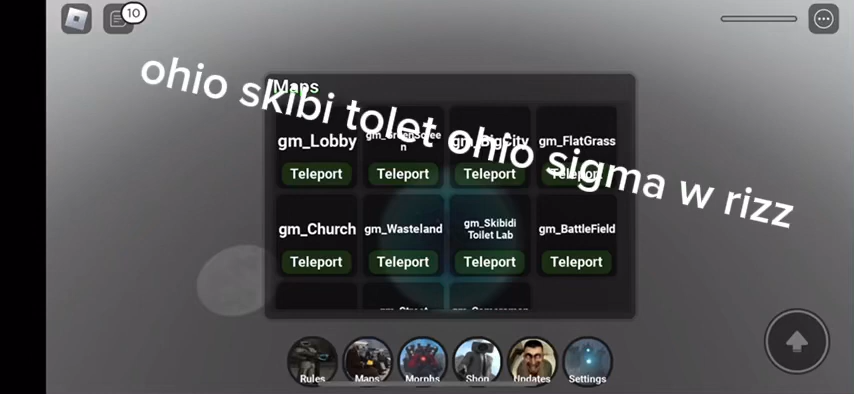 10
Maps
ohio skibi tolet ohio sigma w rizz
gm_Lobby
gm_GreenScree
n
gm_BigCity
gm_FlatGrass
Teleport
Teleport
Teleport
Teleport
gm_Church
gm_Wasteland
gm_Skibidi
Toilet Lab
gm_BattleField
Teleport
Teleport
Teleport
Teleport
Rules
Maps
Morphs
Shop
Updates
Settings